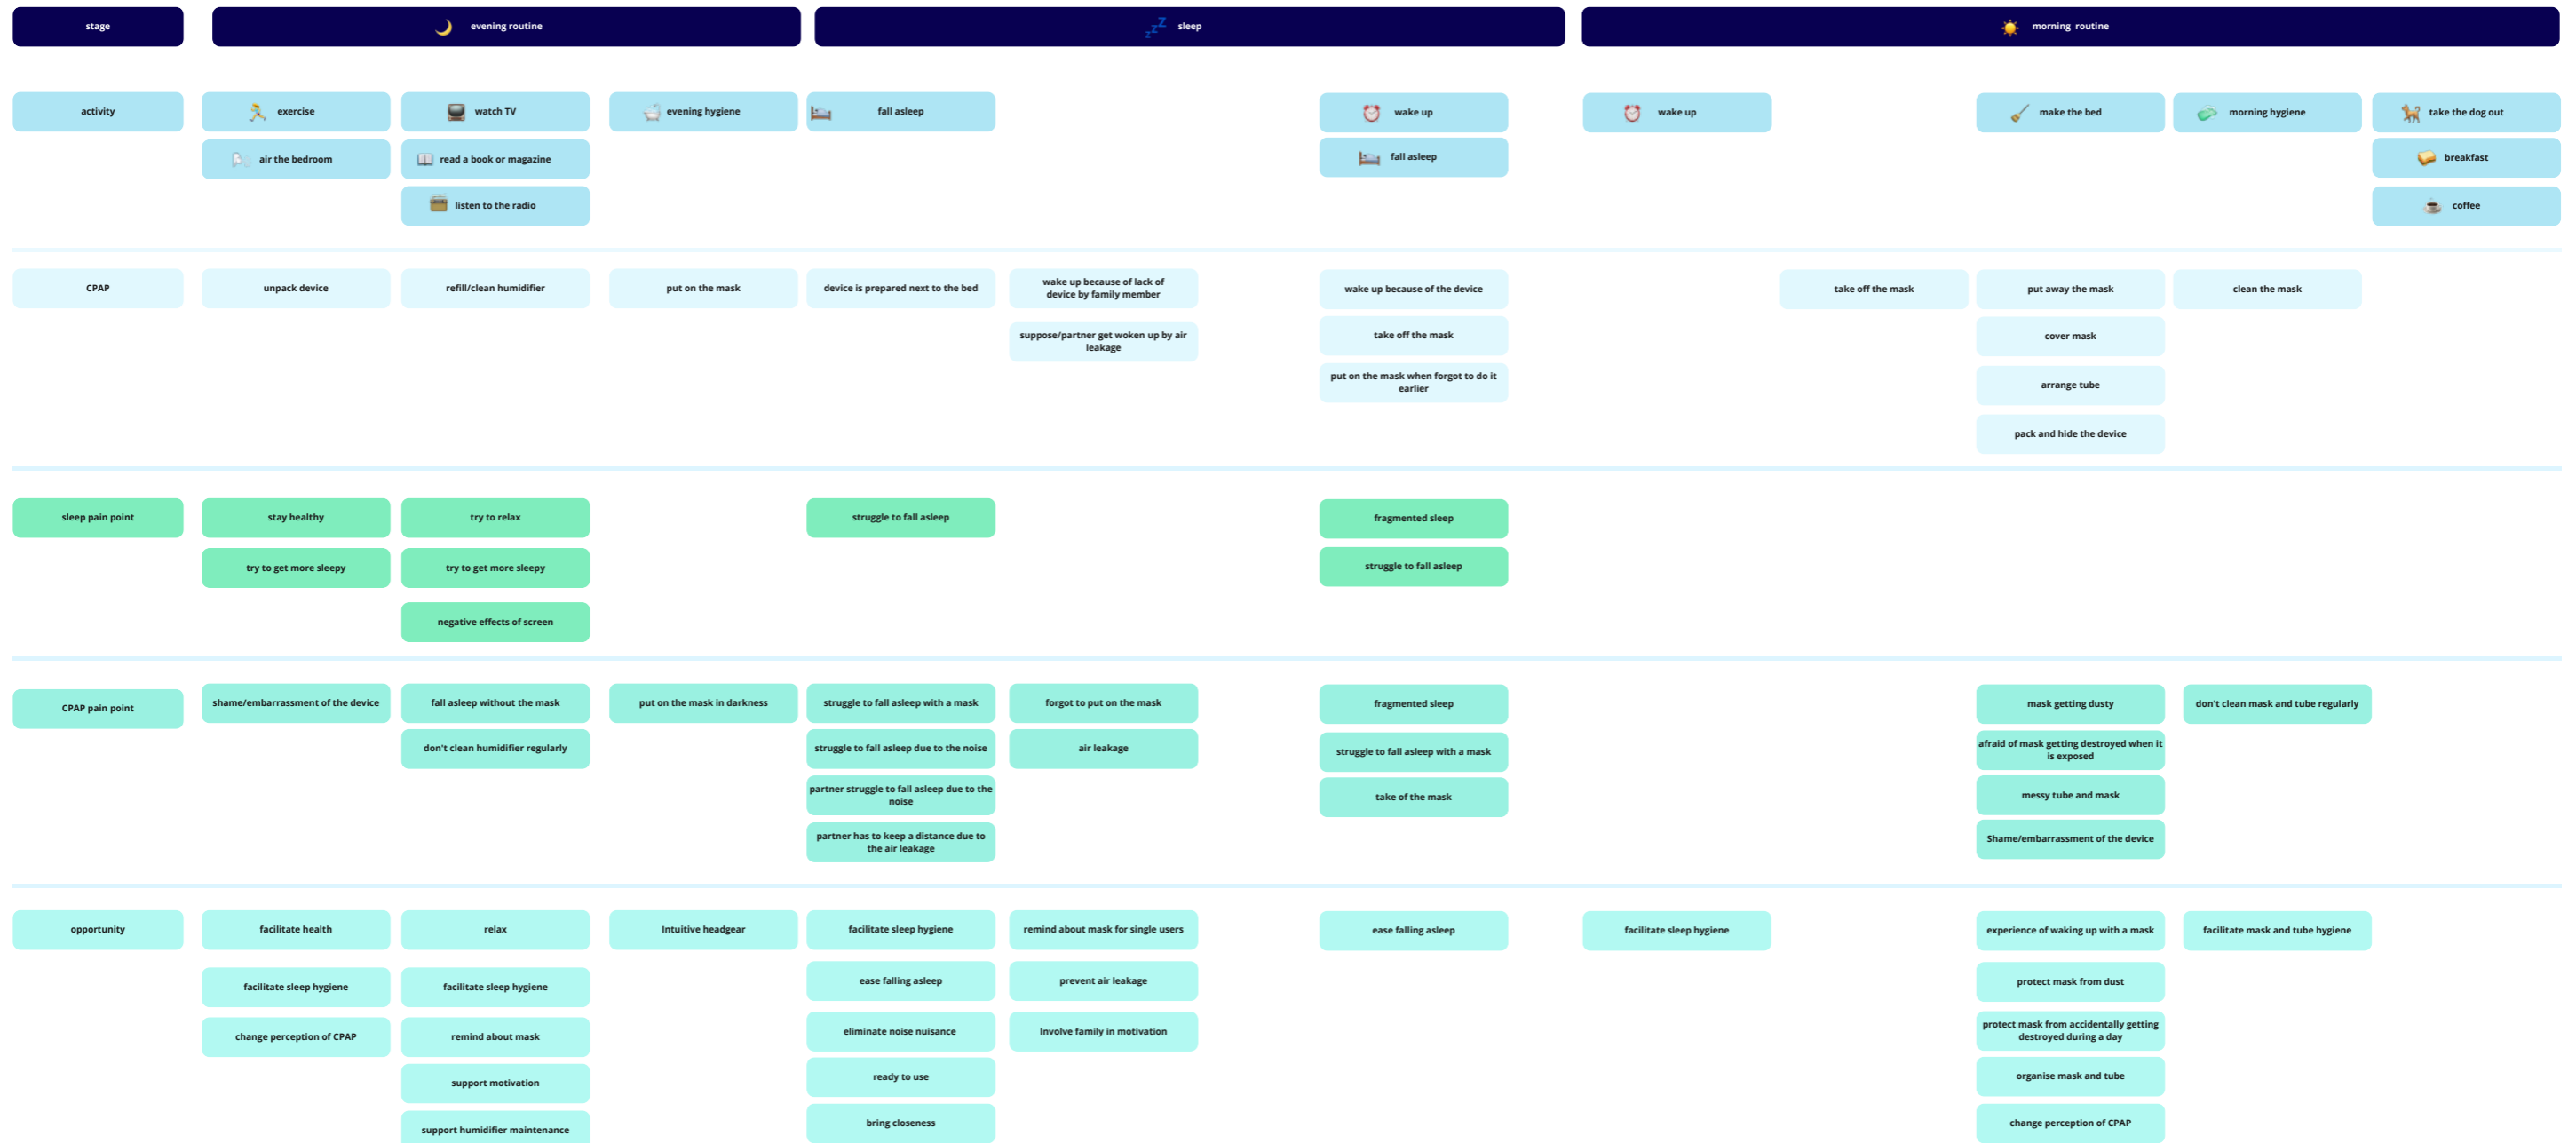 stage
evening routine
sleep
morning routine
activity
exercise
watch TV
evening hygiene
fall asleep
wake up
wake up
make the bed
morning hygiene
take the dog out
air the bedroom
read a book or magazine
fall asleep
breakfast
listen to the radio
coffee
CPAP
unpack device
refill/clean humidifier
put on the mask
device is prepared next to the bed
wake up because of lack of
device by family member
wake up because of the device
take off the mask
put away the mask
clean the mask
suppose/partner get woken up by air
leakage
take off the mask
cover mask
put on the mask when forgot to do it
earlier
arrange tube
pack and hide the device
sleep pain point
stay healthy
try to relax
struggle to fall asleep
fragmented sleep
try to get more sleepy
try to get more sleepy
struggle to fall asleep
negative effects of screen
CPAP pain point
shame/embarrassment of the device
fall asleep without the mask
put on the mask in darkness
struggle to fall asleep with a mask
forgot to put on the mask
fragmented sleep
mask getting dusty
don't clean mask and tube regularly
don't clean humidifier regularly
struggle to fall asleep due to the noise
air leakage
struggle to fall asleep with a mask
afraid of mask getting destroyed when it
is exposed
partner struggle to fall asleep due to the
noise
take of the mask
messy tube and mask
partner has to keep a distance due to
the air leakage
Shame/embarrassment of the device
opportunity
facilitate health
relax
Intuitive headgear
facilitate sleep hygiene
remind about mask for single users
ease falling asleep
facilitate sleep hygiene
experience of waking up with a mask
facilitate mask and tube hygiene
facilitate sleep hygiene
facilitate sleep hygiene
ease falling asleep
prevent air leakage
protect mask from dust
change perception of CPAP
remind about mask
eliminate noise nuisance
Involve family in motivation
protect mask from accidentally getting
destroyed during a day
support motivation
ready to use
organise mask and tube
support humidifier maintenance
bring closeness
change perception of CPAP